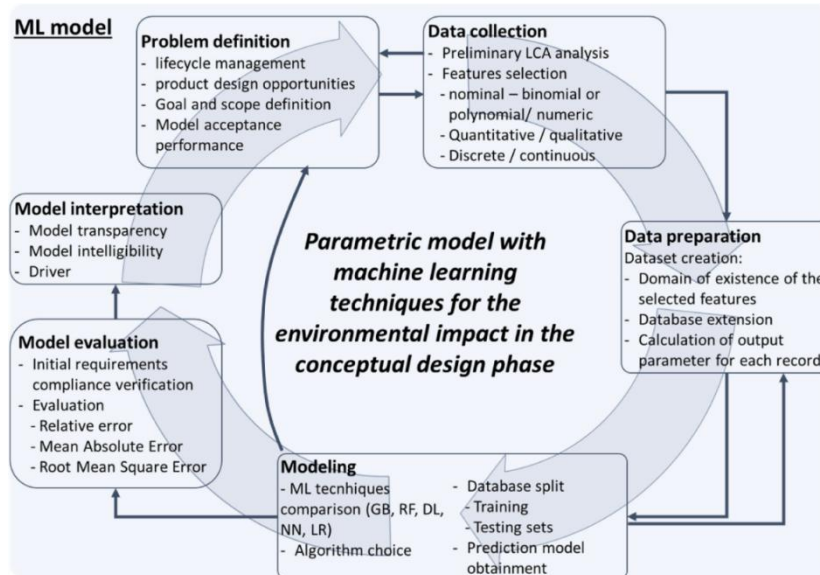 ML model
Problem definition
- lifecycle management
- product design opportunities
- Goal and scope definition
- Model acceptance
performance
Data collection
- Preliminary LCA analysis
- Features selection
- nominal – binomial or
polynomial/ numeric
- Quantitative / qualitative
- Discrete / continuous
Data preparation
Dataset creation:
- Domain of existence of the
selected features
- Database extension
- Calculation of output
parameter for each record
Modeling
- ML tecnhiques
comparison (GB, RF, DL,
NN, LR)
- Algorithm choice
- Database split
- Training
- Testing sets
- Prediction model
obtainment
Model evaluation
- Initial requirements
compliance verification
- Evaluation
- Relative error
- Mean Absolute Error
- Root Mean Square Error
Model interpretation
- Model transparency
- Model intelligibility
- Driver
Parametric model with
machine learning
techniques for the
environmental impact in the
conceptual design phase